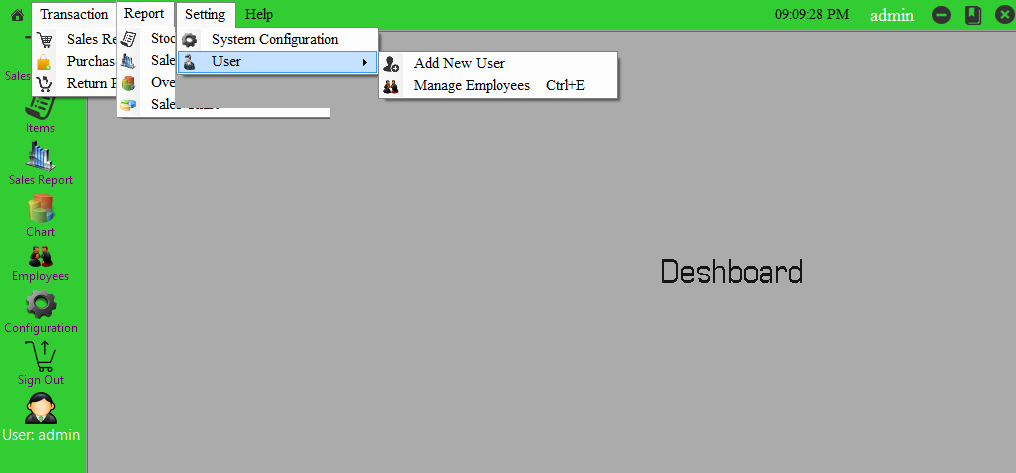 Transaction Report Setting Help 09:09:28 PM admin
Sales Re
Purchas
Return P
Stoc
Sale
Ove
Sales
System Configuration
User
Add New User
Manage Employees Ctrl+E
Sales
Items
Sales Report
Chart
Employees
Configuration
Sign Out
User: admin
Deshboard